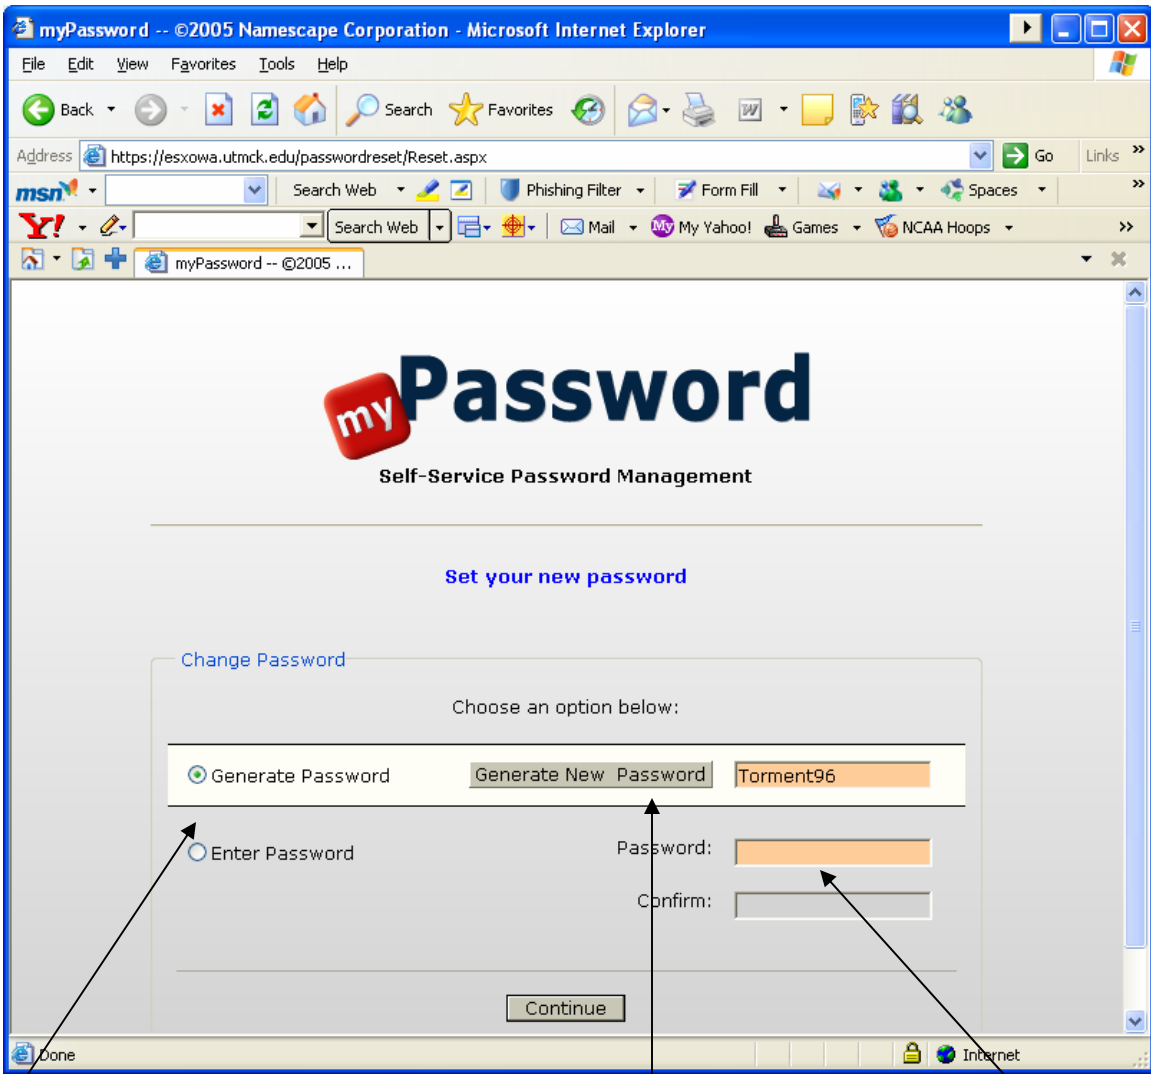 myPassword -- ©2005 Namescape Corporation - Microsoft Internet Explorer
File Edit View Favorites Tools Help
Back Search Favorites W
Address https://esxowa.utmck.edu/passwordreset/Reset.aspx Go Links »
msn Search Web Phishing Filter Form Fill Spaces »
Y! Search Web Mail My My Yahoo! Games NCAA Hoops »
myPassword -- ©2005 ...
myPassword
Self-Service Password Management
Set your new password
Change Password
Choose an option below:
Generate Password Generate New Password Torment96
Enter Password Password:
Confirm:
Continue
Done Internet